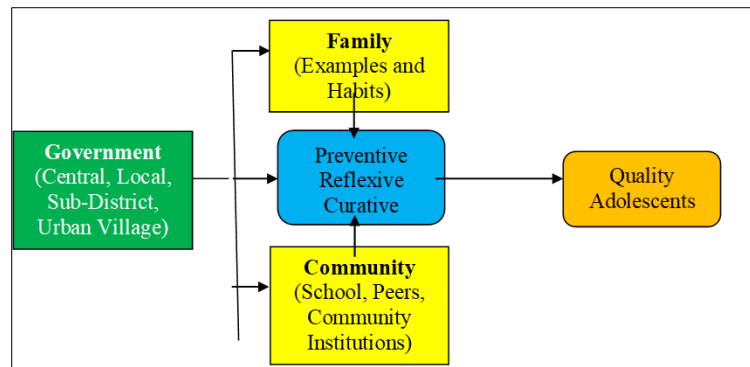 Family
(Examples and
Habits)
Government
(Central, Local,
Sub-District,
Urban Village)
Preventive
Reflexive
Curative
Quality
Adolescents
Community
(School, Peers,
Community
Institutions)